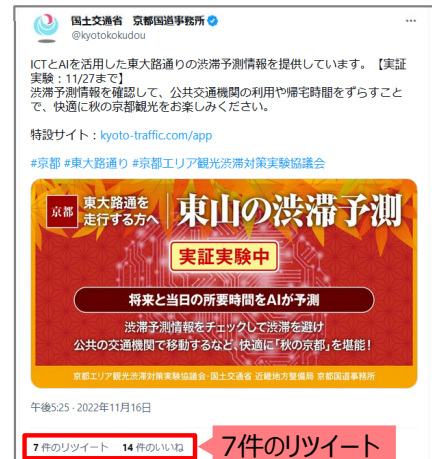 国土交通省 京都国道事務所
@kyotokokudou
ICTとAIを活用した東大路通りの渋滞予測情報を提供しています。【実証
実験：11/27まで】
渋滞予測情報を確認して、公共交通機関の利用や帰宅時間をずらすこと
で、快適に秋の京都観光をお楽しみください。
特設サイト：kyoto-traffic.com/app
#京都 #東大路通り #京都エリア観光渋滞対策実験協議会
京都
東大路通を
走行する方へ
東山の渋滞予測
実証実験中
将来と当日の所要時間をAIが予測
渋滞予測情報をチェックして渋滞を避け
公共の交通機関で移動するなど、快適に「秋の京都」を堪能！
京都エリア観光渋滞対策実験協議会・国土交通省 近畿地方整備局 京都国道事務所
午後5:25 · 2022年11月16日
7 件のリツイート 14 件のいいね
7件のリツイート